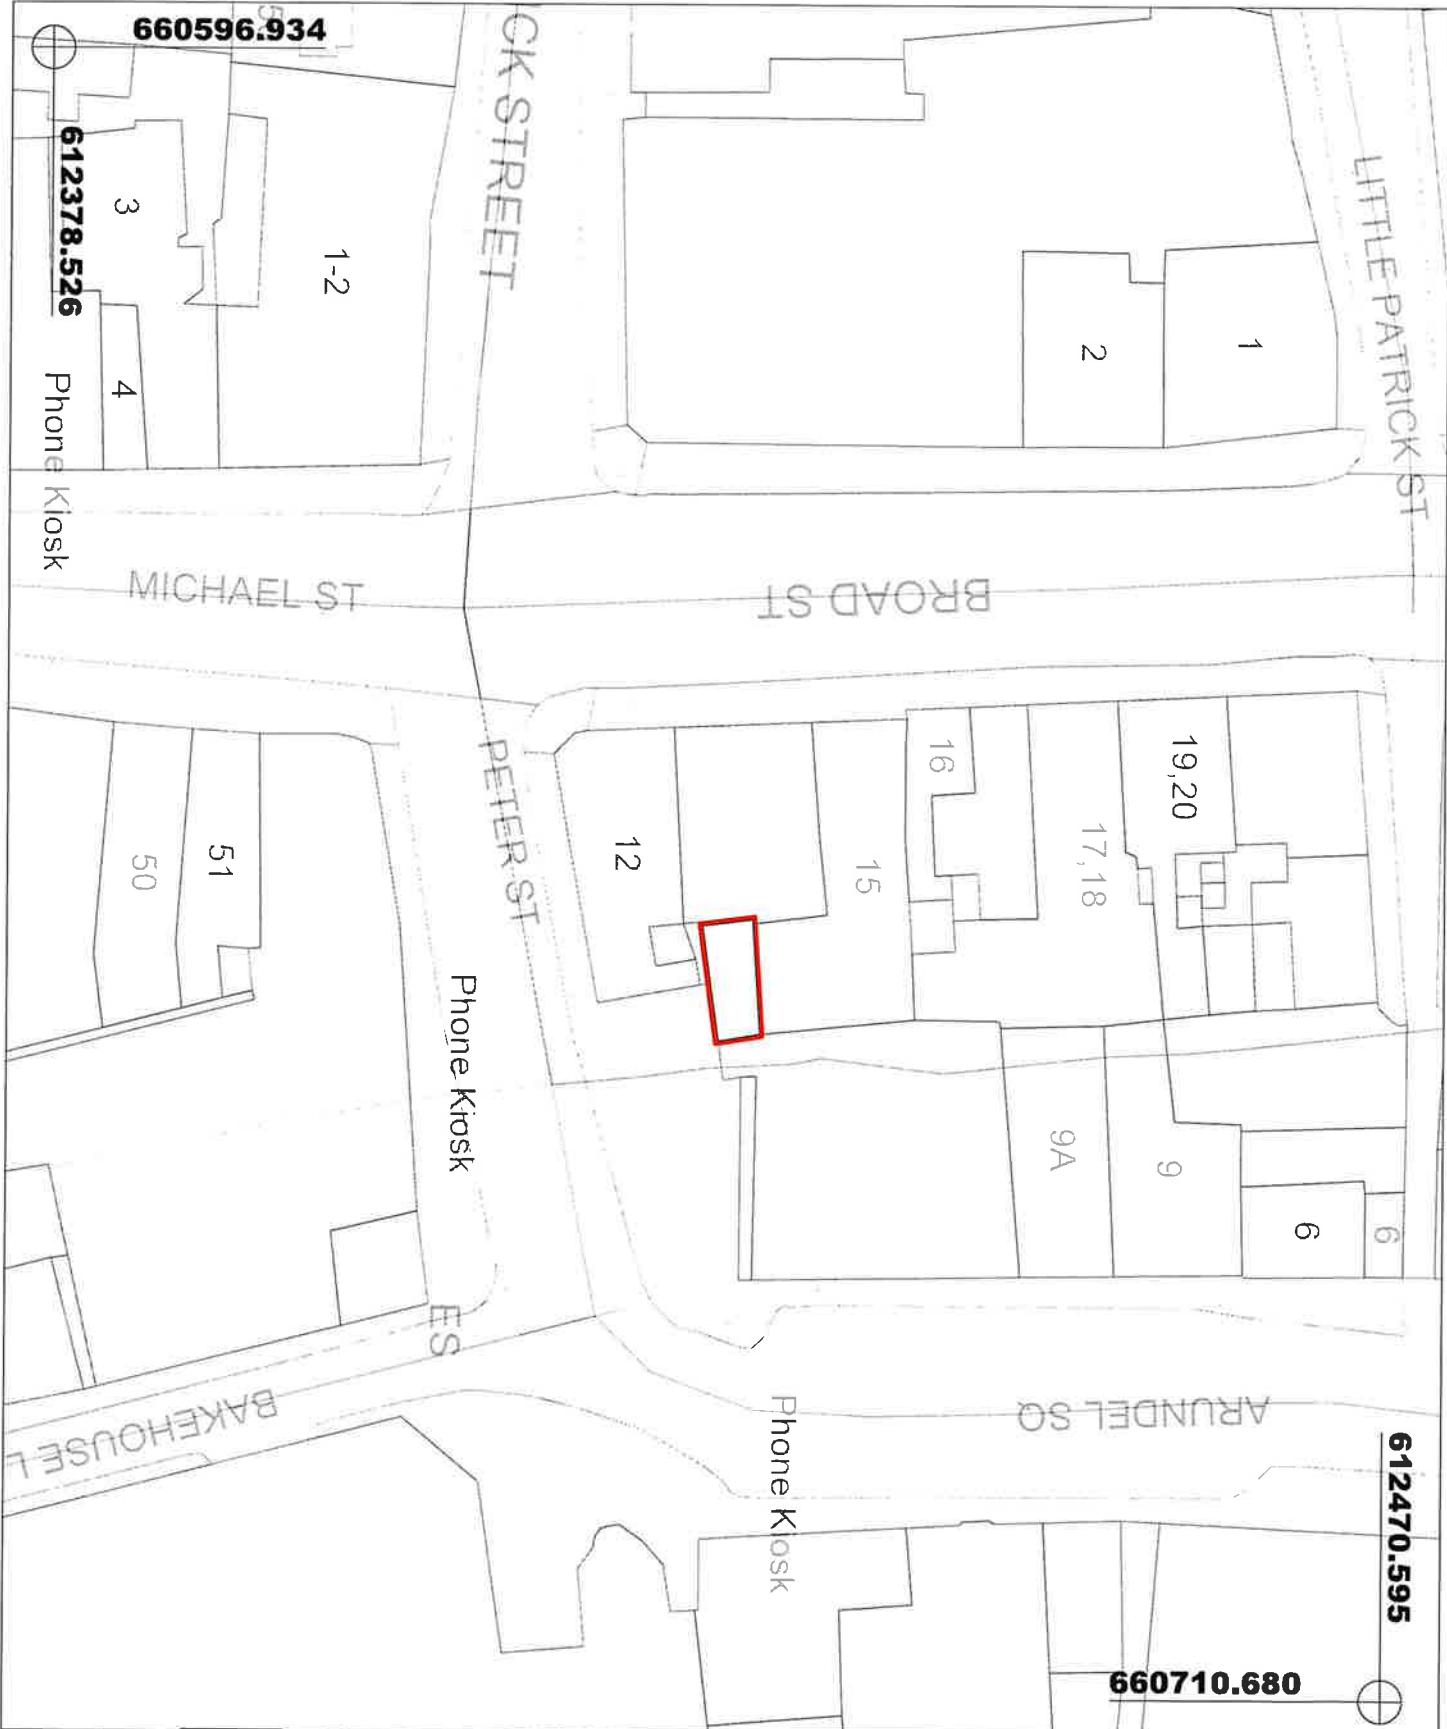 660596.934
612378.526
CK STREET
LITTLE PATRICK ST
3
1-2
4
2
1
Phone Kiosk
MICHAEL ST
BROAD ST
PETER ST
12
15
16
17,18
19,20
50
51
Phone Kiosk
9A
9
6
6
ES
BAKEHOUSE L
Phone Kiosk
ARUNDEL SQ
612470.595
660710.680